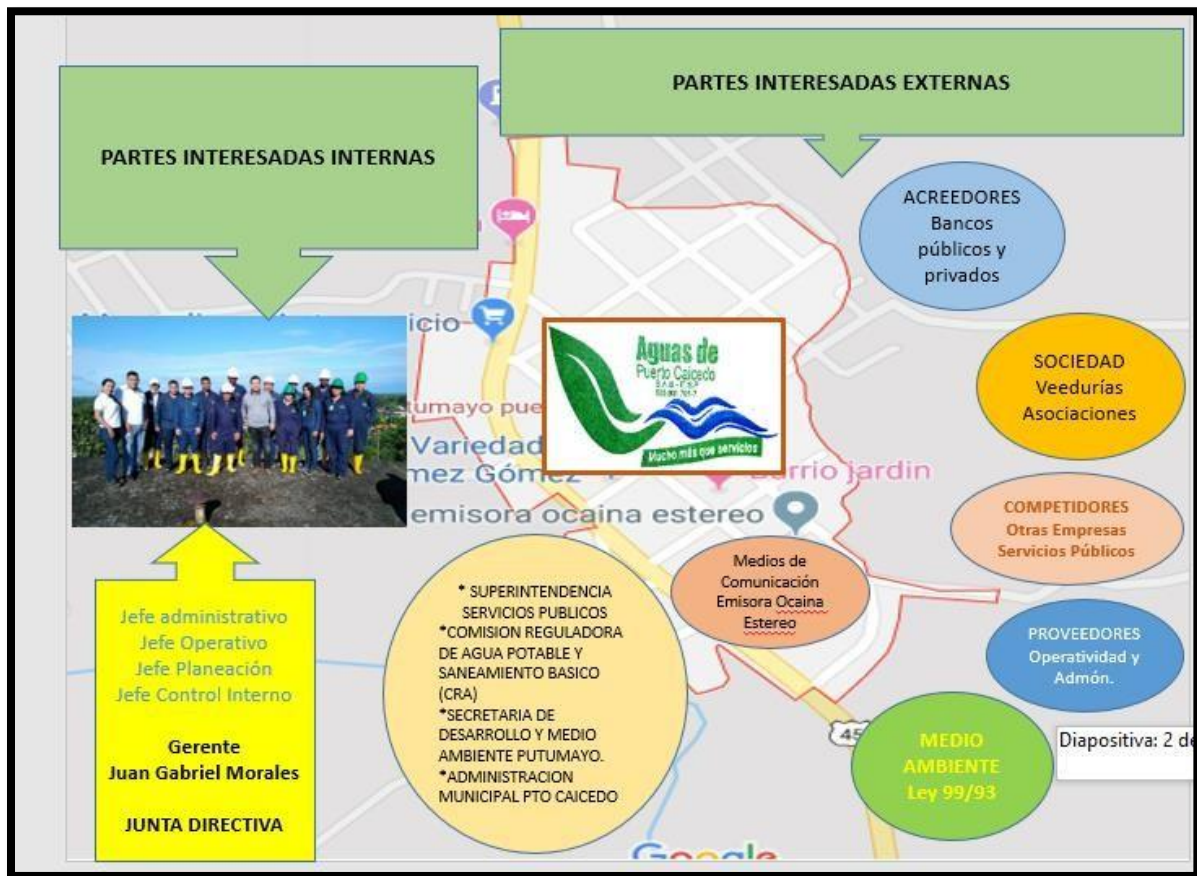 PARTES INTERESADAS INTERNAS
PARTES INTERESADAS EXTERNAS
ACREEDORES
Bancos
públicos y
privados
SOCIEDAD
Veedurías
Asociaciones
COMPETIDORES
Otras Empresas
Servicios Públicos
PROVEEDORES
Operatividad y
Admón.
MEDIO
AMBIENTE
Ley 99/93
Diapositiva: 2 de
Aguas de
Puerto Caicedo
Mucho más que servicios
icio
tumayo pue
Variedad
mez Gómez
Barrio jardin
emisora ocaina estereo
Medios de
Comunicación
Emisora Ocaina
Estereo
* SUPERINTENDENCIA
SERVICIOS PUBLICOS
*COMISION REGULADORA
DE AGUA POTABLE Y
SANEAMIENTO BASICO
(CRA)
*SECRETARIA DE
DESARROLLO Y MEDIO
AMBIENTE PUTUMAYO.
*ADMINISTRACION
MUNICIPAL PTO CAICEDO
Jefe administrativo
Jefe Operativo
Jefe Planeación
Jefe Control Interno
Gerente
Juan Gabriel Morales
JUNTA DIRECTIVA
45
Google